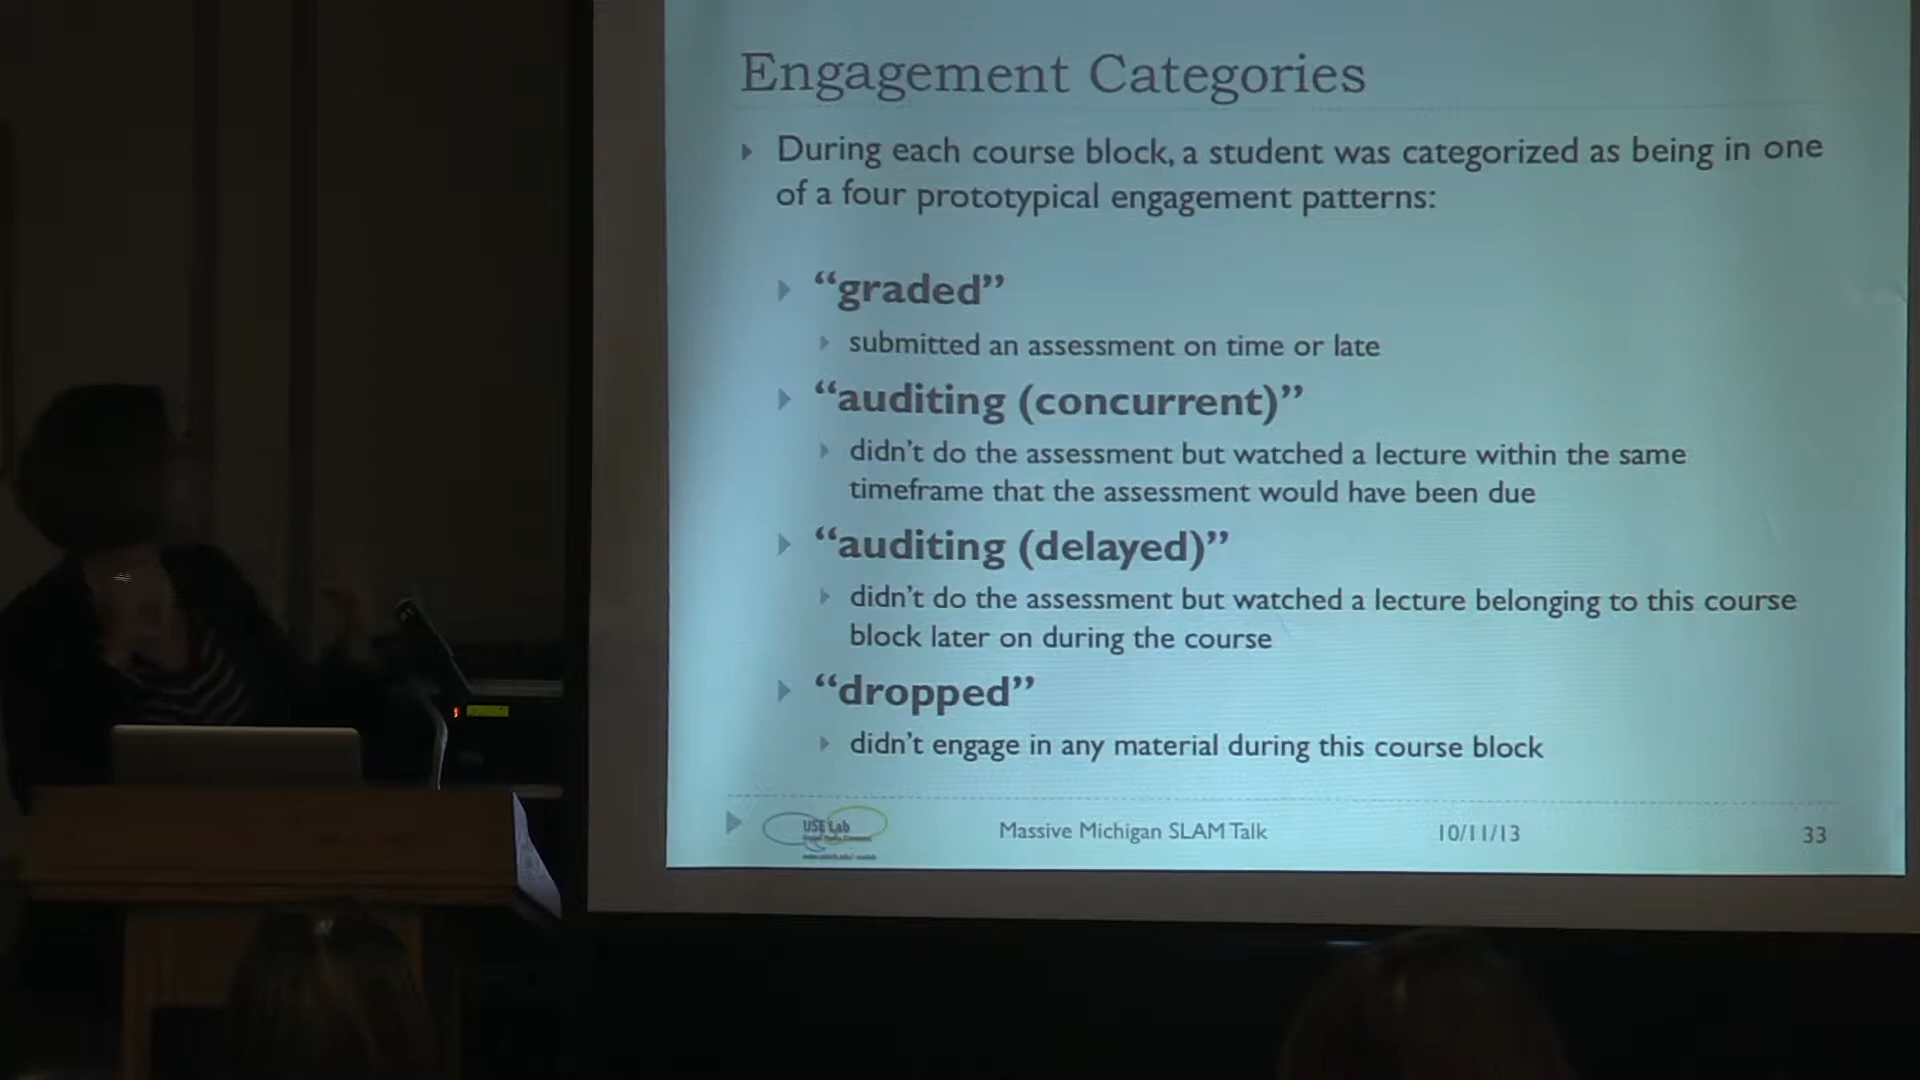 Engagement Categories
During each course block, a student was categorized as being in one
of a four prototypical engagement patterns:
“graded”
submitted an assessment on time or late
“auditing (concurrent)”
didn’t do the assessment but watched a lecture within the same
timeframe that the assessment would have been due
“auditing (delayed)”
didn’t do the assessment but watched a lecture belonging to this course
block later on during the course
“dropped”
didn’t engage in any material during this course block
USE Lab
Massive Michigan SLAM Talk
10/11/13
33